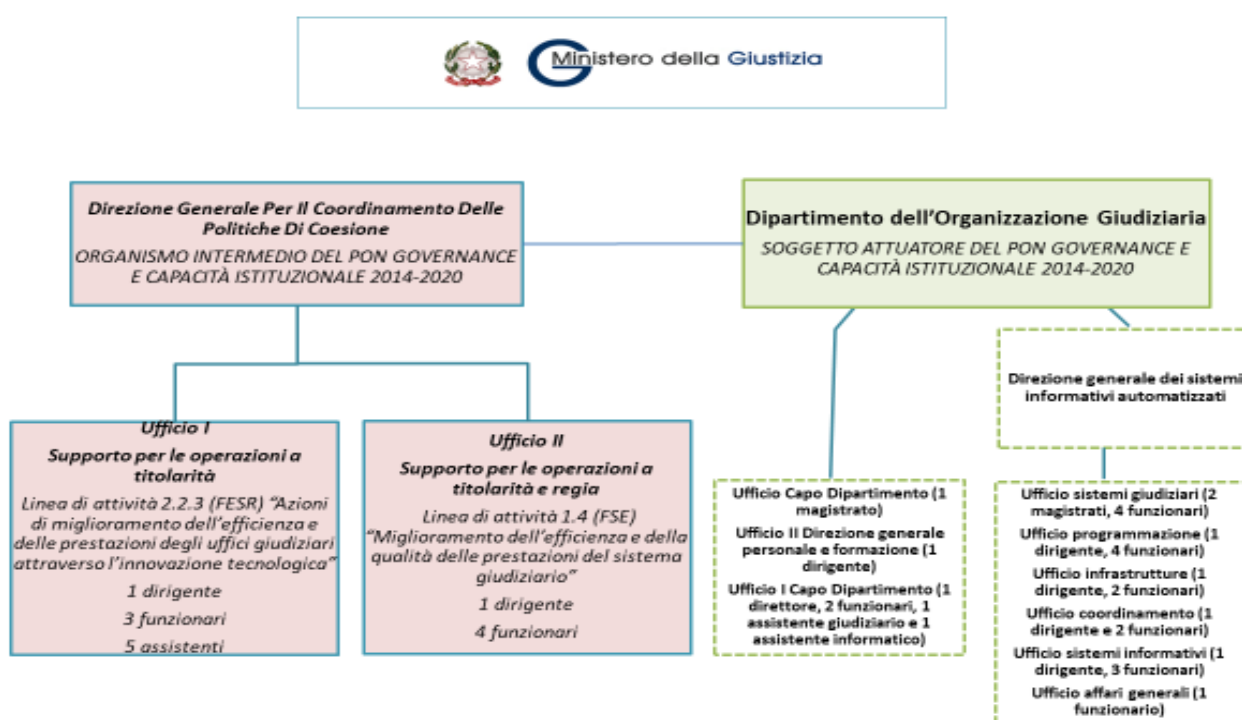 Ministero della Giustizia
Direzione Generale Per Il Coordinamento Delle
Politiche Di Coesione
ORGANISMO INTERMEDIO DEL PON GOVERNANCE
E CAPACITÀ ISTITUZIONALE 2014-2020
Dipartimento dell'Organizzazione Giudiziaria
SOGGETTO ATTUATORE DEL PON GOVERNANCE E
CAPACITÀ ISTITUZIONALE 2014-2020
Ufficio I
Supporto per le operazioni a
titolarità
Linea di attività 2.2.3 (FESR) "Azioni
di miglioramento dell'efficienza e
delle prestazioni degli uffici giudiziari
attraverso l'innovazione tecnologica"
1 dirigente
3 funzionari
5 assistenti
Ufficio II
Supporto per le operazioni a
titolarità e regia
Linea di attività 1.4 (FSE)
"Miglioramento dell'efficienza e della
qualità delle prestazioni del sistema
giudiziario"
1 dirigente
4 funzionari
Ufficio Capo Dipartimento (1
magistrato)
Ufficio II Direzione generale
personale e formazione (1
dirigente)
Ufficio I Capo Dipartimento (1
direttore, 2 funzionari, 1
assistente giudiziario e 1
assistente informatico)
Direzione generale dei sistemi
informativi automatizzati
Ufficio sistemi giudiziari (2
magistrati, 4 funzionari)
Ufficio programmazione (1
dirigente, 4 funzionari)
Ufficio infrastrutture (1
dirigente, 2 funzionari)
Ufficio coordinamento (1
dirigente e 2 funzionari)
Ufficio sistemi informativi (1
dirigente, 3 funzionari)
Ufficio affari generali (1
funzionario)